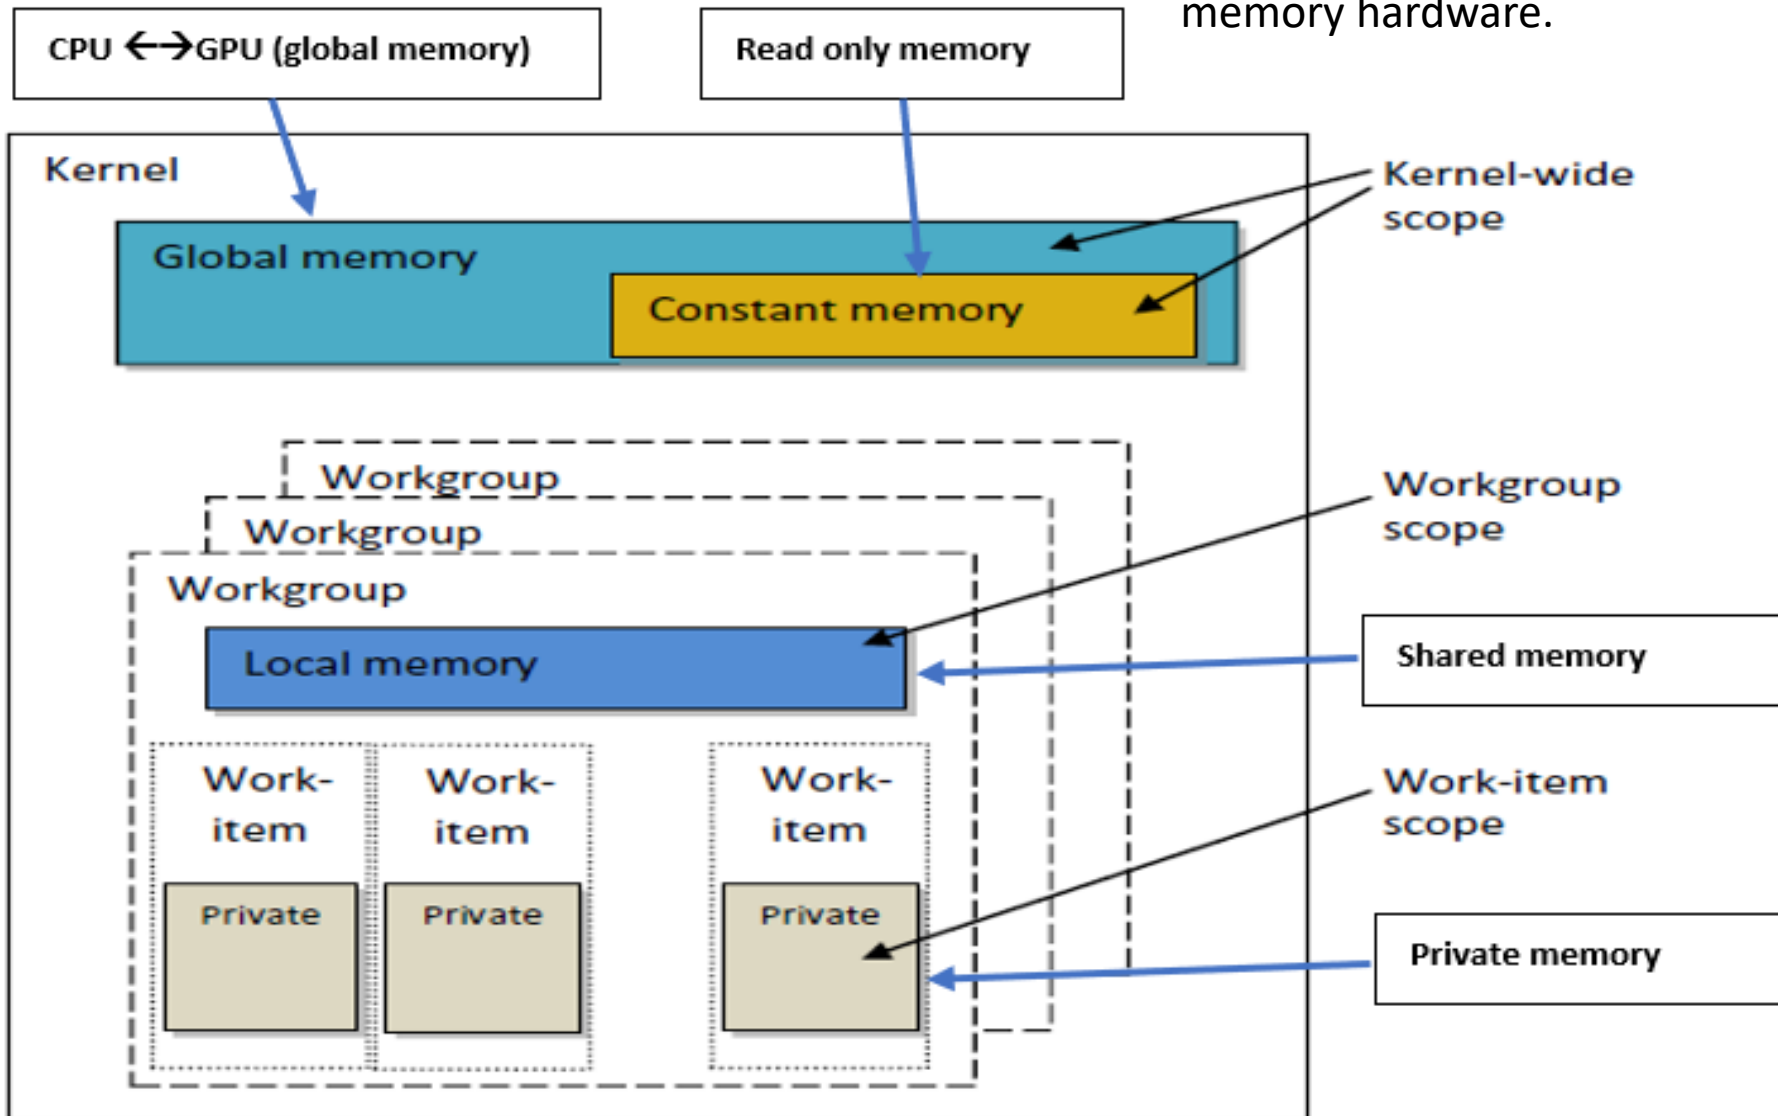 memory hardware.
CPU ←→GPU (global memory)
Read only memory
Kernel
Kernel-wide
scope
Global memory
Constant memory
Workgroup
Workgroup
scope
Workgroup
Workgroup
Local memory
Shared memory
Work-
item
Work-
item
Work-
item
Work-item
scope
Private
Private
Private
Private memory